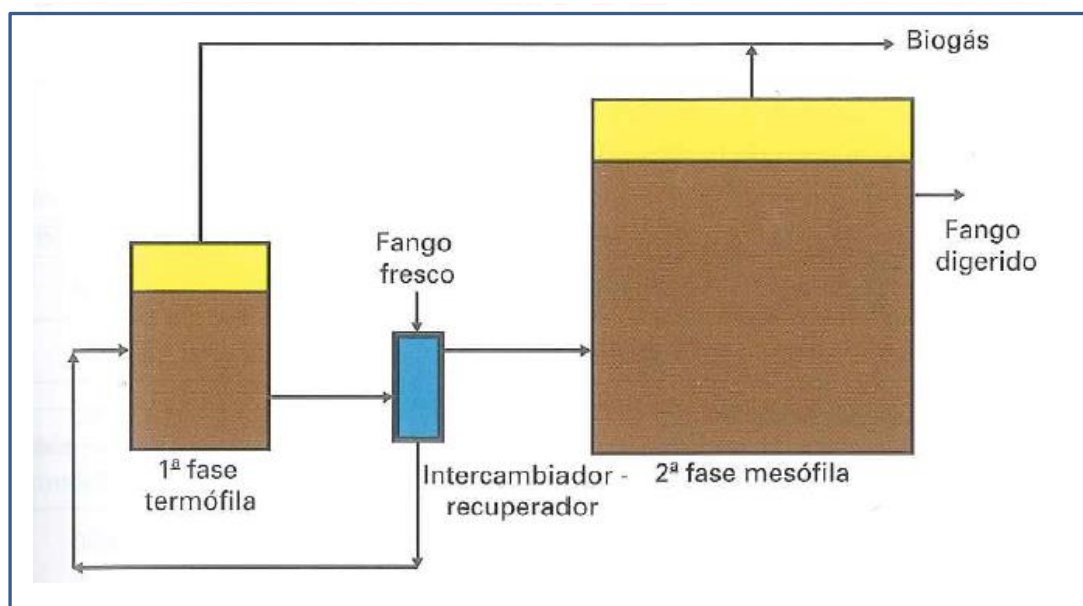 Biogás
Fango
fresco
Fango
digerido
1ª fase
termófila
Intercambiador -
recuperador
2ª fase mesófila